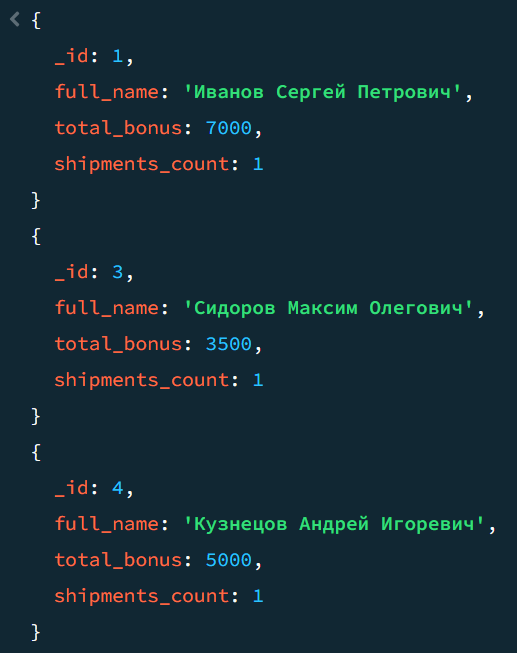 {
_id: 1,
full_name: 'Иванов Сергей Петрович',
total_bonus: 7000,
shipments_count: 1
}
{
_id: 3,
full_name: 'Сидоров Максим Олегович',
total_bonus: 3500,
shipments_count: 1
}
{
_id: 4,
full_name: 'Кузнецов Андрей Игоревич',
total_bonus: 5000,
shipments_count: 1
}